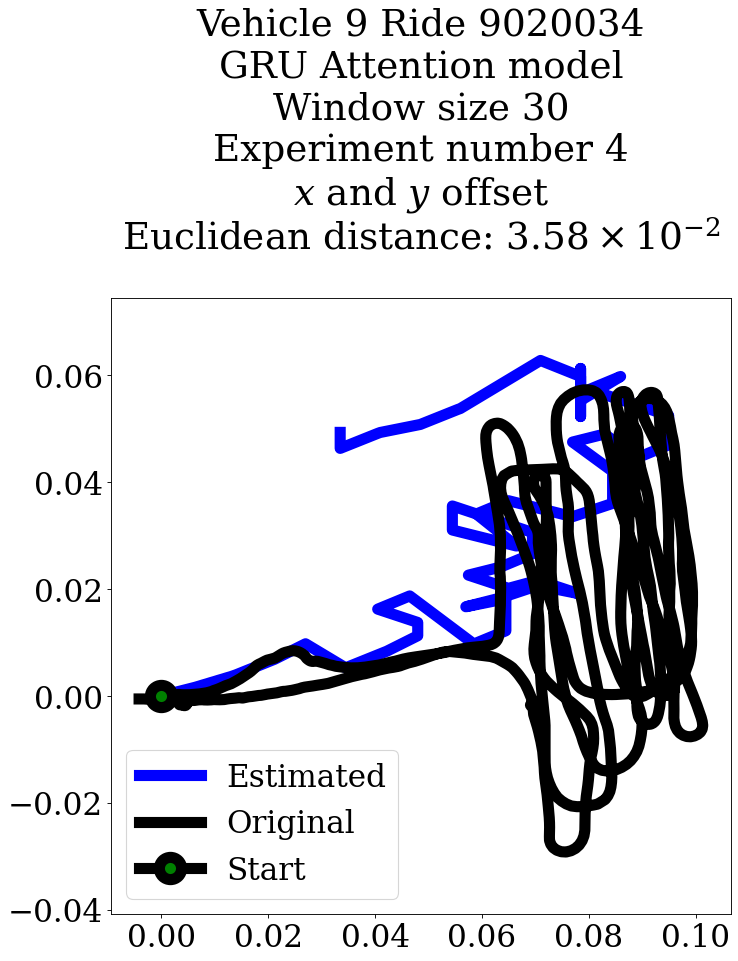 Vehicle 9 Ride 9020034
GRU Attention model
Window size 30
Experiment number 4
x and y offset
Euclidean distance: 3.58 × 10⁻²
0.06
0.04
0.02
0.00
−0.02
−0.04
Estimated
Original
Start
0.00 0.02 0.04 0.06 0.08 0.10